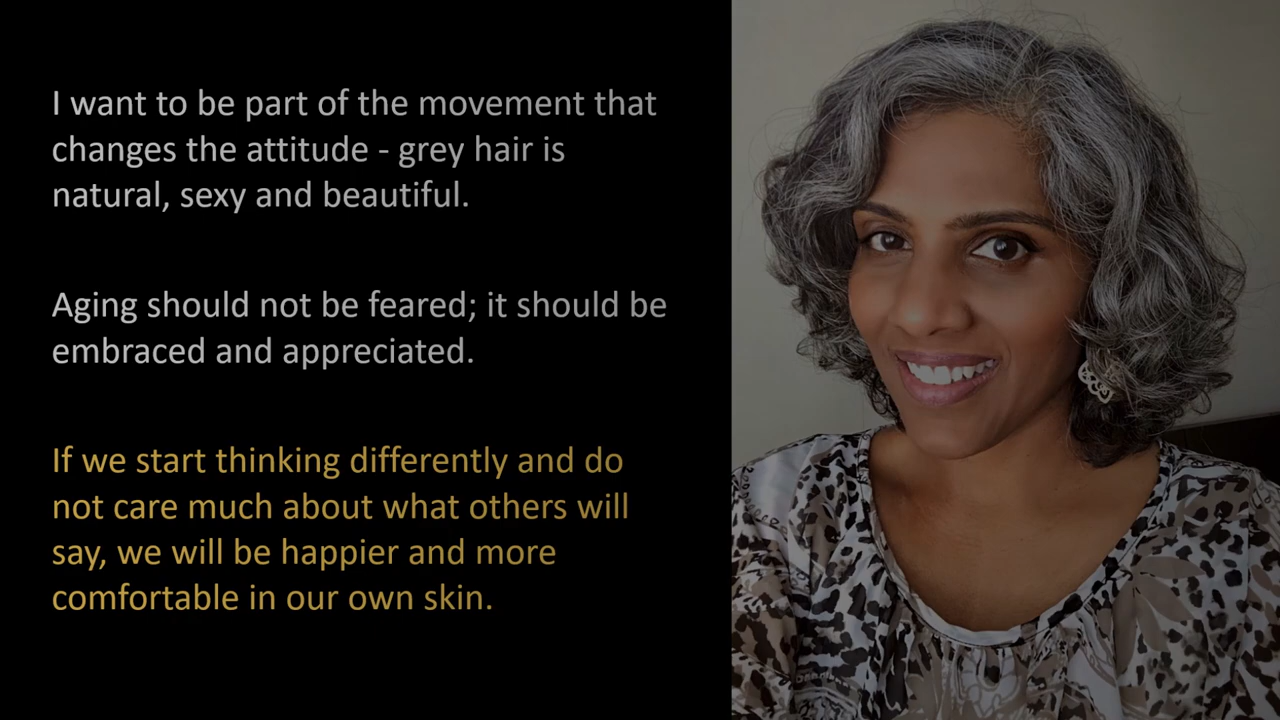 I want to be part of the movement that
changes the attitude - grey hair is
natural, sexy and beautiful.
Aging should not be feared; it should be
embraced and appreciated.
If we start thinking differently and do
not care much about what others will
say, we will be happier and more
comfortable in our own skin.